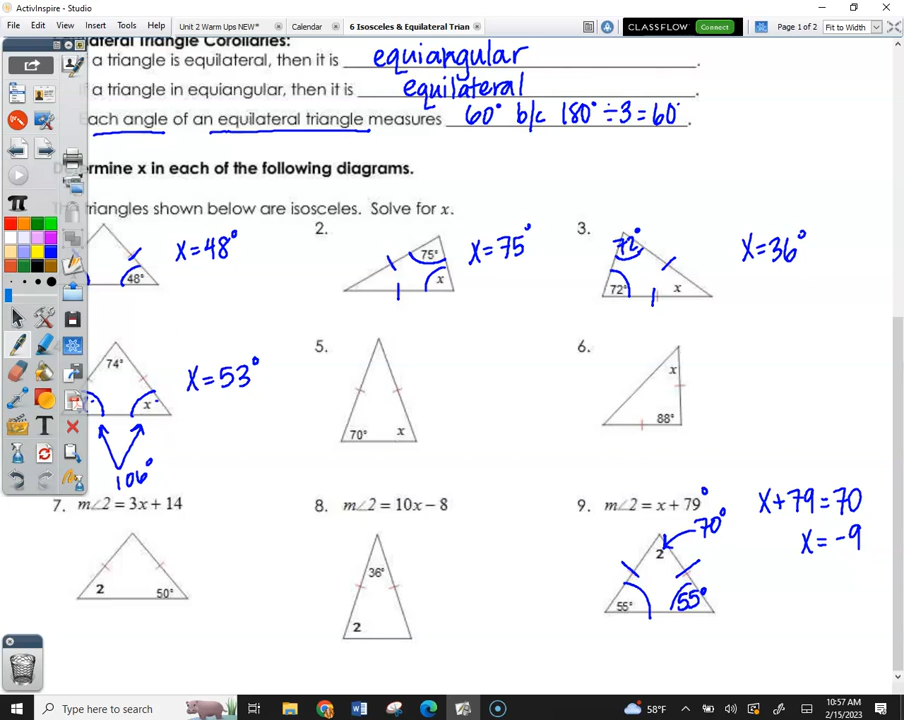 ActivInspire - Studio
File Edit View Insert Tools Help
Unit 2 Warm Ups NEW* Calendar 6 Isosceles & Equilateral Trian
CLASSFLOW Connect Page 1 of 2 Fit to Width
lateral Triangle Corollaries:
a triangle is equilateral, then it is equiangular.
a triangle in equiangular, then it is equilateral.
ach angle of an equilateral triangle measures 60° b/c 180° ÷ 3 = 60°.
ermine x in each of the following diagrams.
triangles shown below are isosceles. Solve for x.
48° x = 48°
2. 75° x x = 75°
3. 72° 72° x x = 36°
74° x x = 53°
106°
5. 70° x
6. x 88°
7. m∠2 = 3x + 14
2 50°
8. m∠2 = 10x − 8
36° 2
9. m∠2 = x + 79° x + 79 = 70
70° x = -9
2
55° 55°
Type here to search
58°F
10:57 AM
2/15/2023